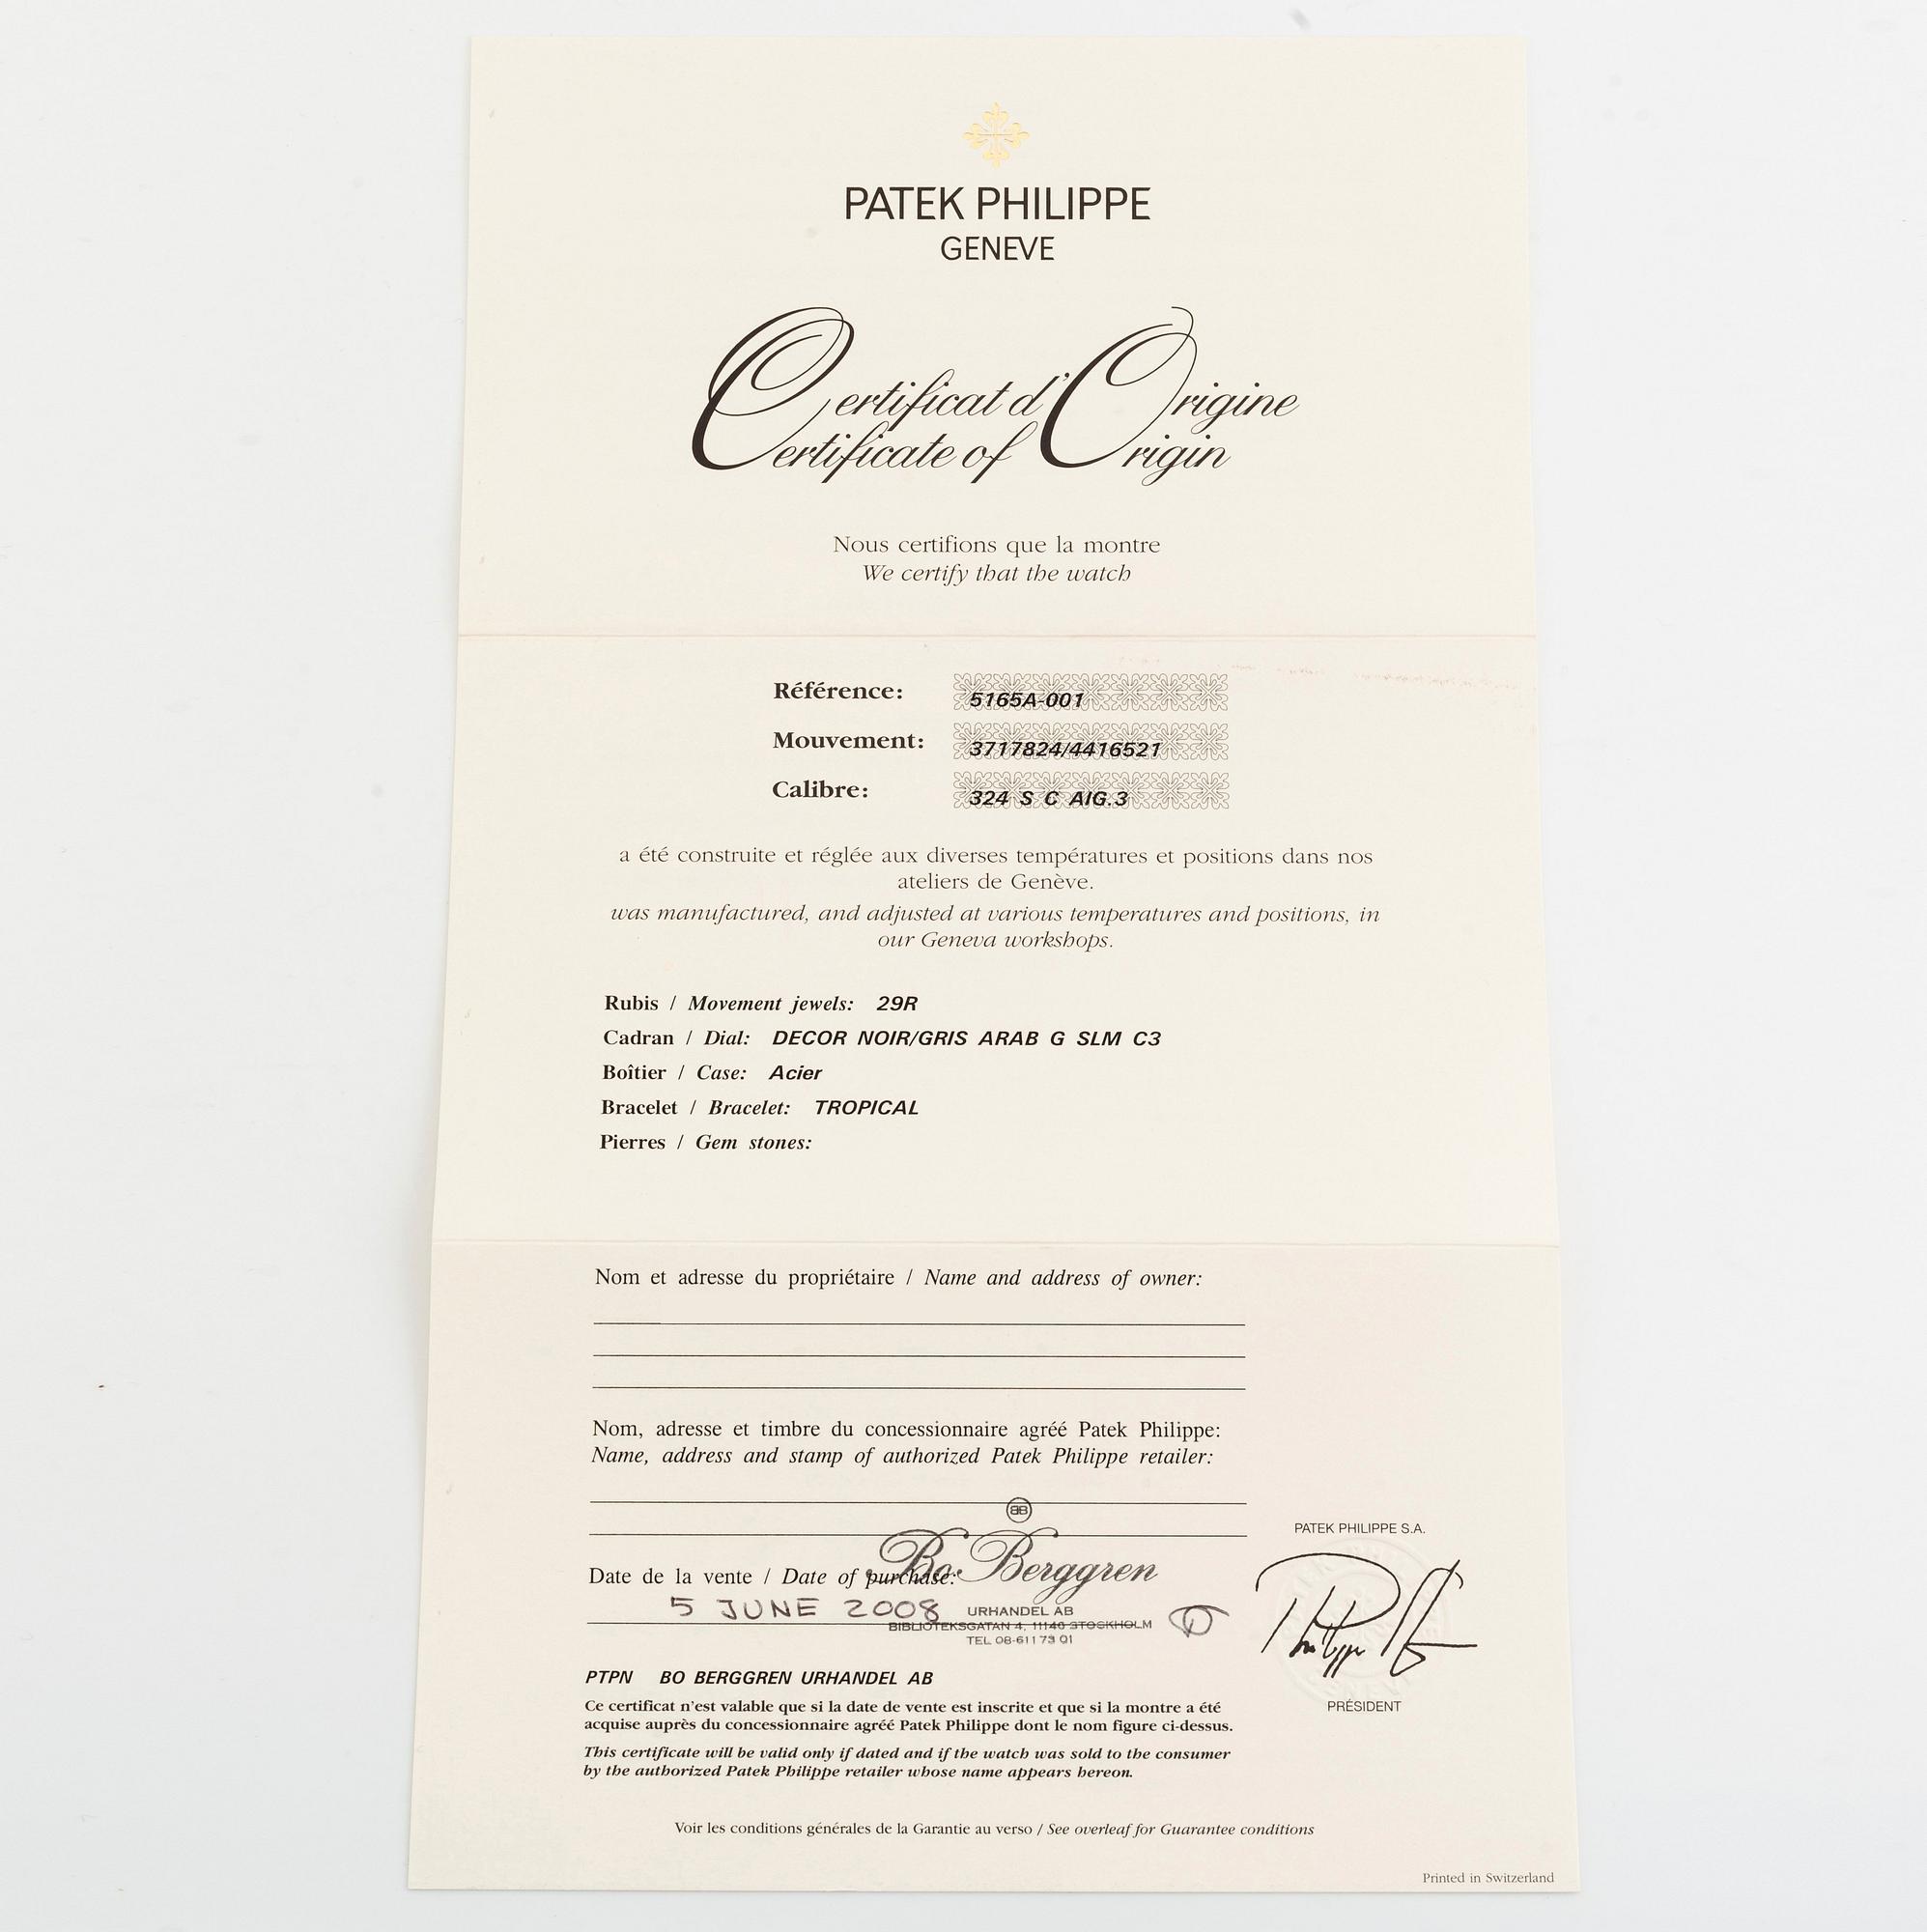 PATEK PHILIPPE
GENEVE
Certificat d'Origine
Certificate of Origin
Nous certifions que la montre
We certify that the watch
Référence: 5165A-001
Mouvement: 3717824/4416521
Calibre: 324 S C AIG.3
a été construite et réglée aux diverses températures et positions dans nos
ateliers de Genève.
was manufactured, and adjusted at various temperatures and positions, in
our Geneva workshops.
Rubis / Movement jewels: 29R
Cadran / Dial: DECOR NOIR/GRIS ARAB G SLM C3
Boîtier / Case: Acier
Bracelet / Bracelet: TROPICAL
Pierres / Gem stones:
Nom et adresse du propriétaire / Name and address of owner:
Nom, adresse et timbre du concessionnaire agréé Patek Philippe:
Name, address and stamp of authorized Patek Philippe retailer:
BB
Bo Berggren
PATEK PHILIPPE S.A.
Date de la vente / Date of purchase:
5 JUNE 2008
URHANDEL AB
BIBLIOTEKSGATAN 4, 11146 STOCKHOLM
TEL 08-611 73 01
PTPN BO BERGGREN URHANDEL AB
PRÉSIDENT
Ce certificat n'est valable que si la date de vente est inscrite et que si la montre a été
acquise auprès du concessionnaire agréé Patek Philippe dont le nom figure ci-dessus.
This certificate will be valid only if dated and if the watch was sold to the consumer
by the authorized Patek Philippe retailer whose name appears hereon.
Voir les conditions générales de la Garantie au verso / See overleaf for Guarantee conditions
Printed in Switzerland